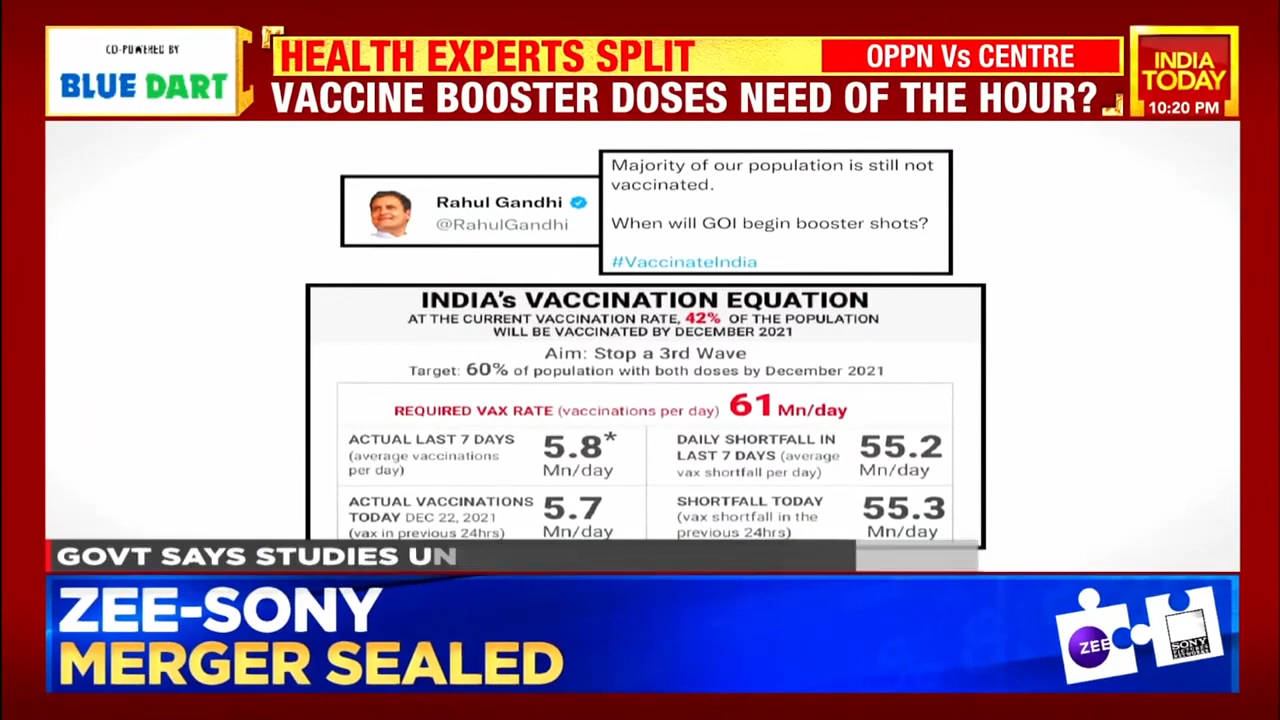 CO-POWERED BY
BLUE DART
HEALTH EXPERTS SPLIT
OPPN Vs CENTRE
VACCINE BOOSTER DOSES NEED OF THE HOUR?
INDIA
TODAY
10:20 PM
Rahul Gandhi
@RahulGandhi
Majority of our population is still not
vaccinated.
When will GOI begin booster shots?
#VaccinateIndia
INDIA's VACCINATION EQUATION
AT THE CURRENT VACCINATION RATE, 42% OF THE POPULATION
WILL BE VACCINATED BY DECEMBER 2021
Aim: Stop a 3rd Wave
Target: 60% of population with both doses by December 2021
REQUIRED VAX RATE (vaccinations per day) 61 Mn/day
ACTUAL LAST 7 DAYS
(average vaccinations
per day)
5.8*
Mn/day
DAILY SHORTFALL IN
LAST 7 DAYS (average
vax shortfall per day)
55.2
Mn/day
ACTUAL VACCINATIONS
TODAY DEC 22, 2021
(vax in previous 24hrs)
5.7
Mn/day
SHORTFALL TODAY
(vax shortfall in the
previous 24hrs)
55.3
Mn/day
GOVT SAYS STUDIES UN
ZEE-SONY
MERGER SEALED
ZEE
SONY